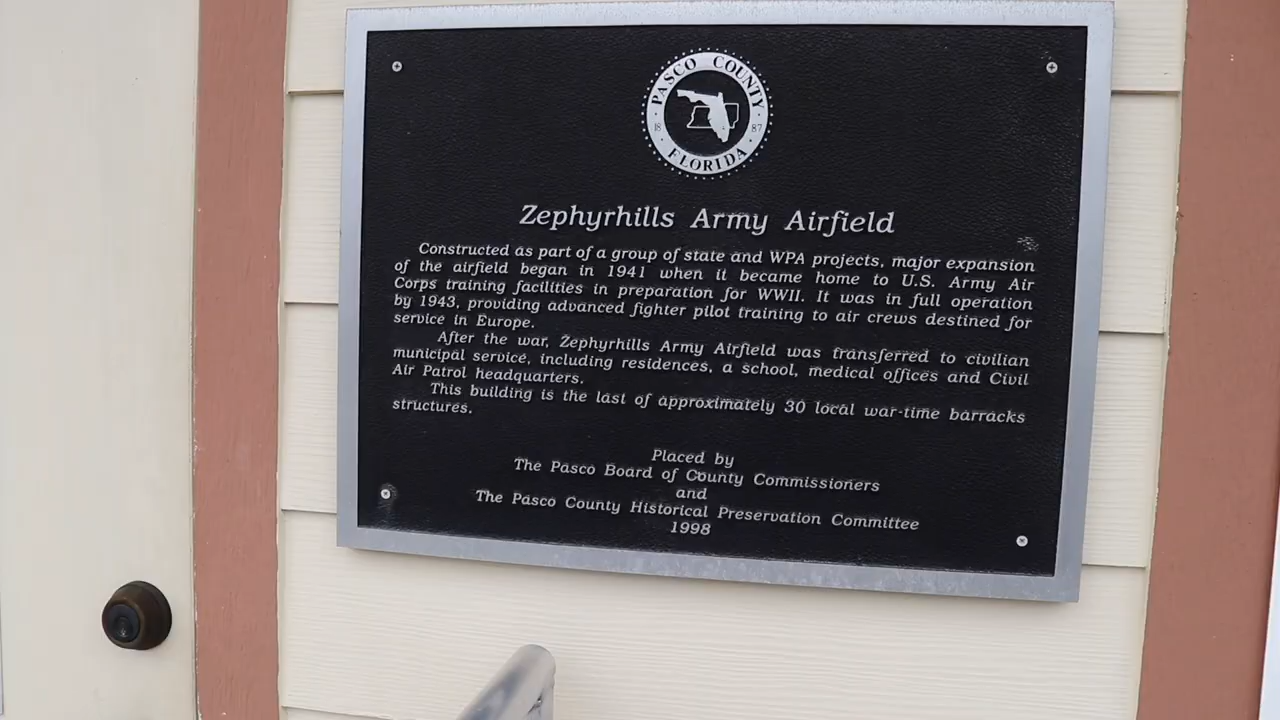 PASCO COUNTY
18 87
FLORIDA
Zephyrhills Army Airfield
Constructed as part of a group of state and WPA projects, major expansion
of the airfield began in 1941 when it became home to U.S. Army Air
Corps training facilities in preparation for WWII. It was in full operation
by 1943, providing advanced fighter pilot training to air crews destined for
service in Europe.
After the war, Zephyrhills Army Airfield was transferred to civilian
municipal service, including residences, a school, medical offices and Civil
Air Patrol headquarters.
This building is the last of approximately 30 local war-time barracks
structures.
Placed by
The Pasco Board of County Commissioners
and
The Pasco County Historical Preservation Committee
1998